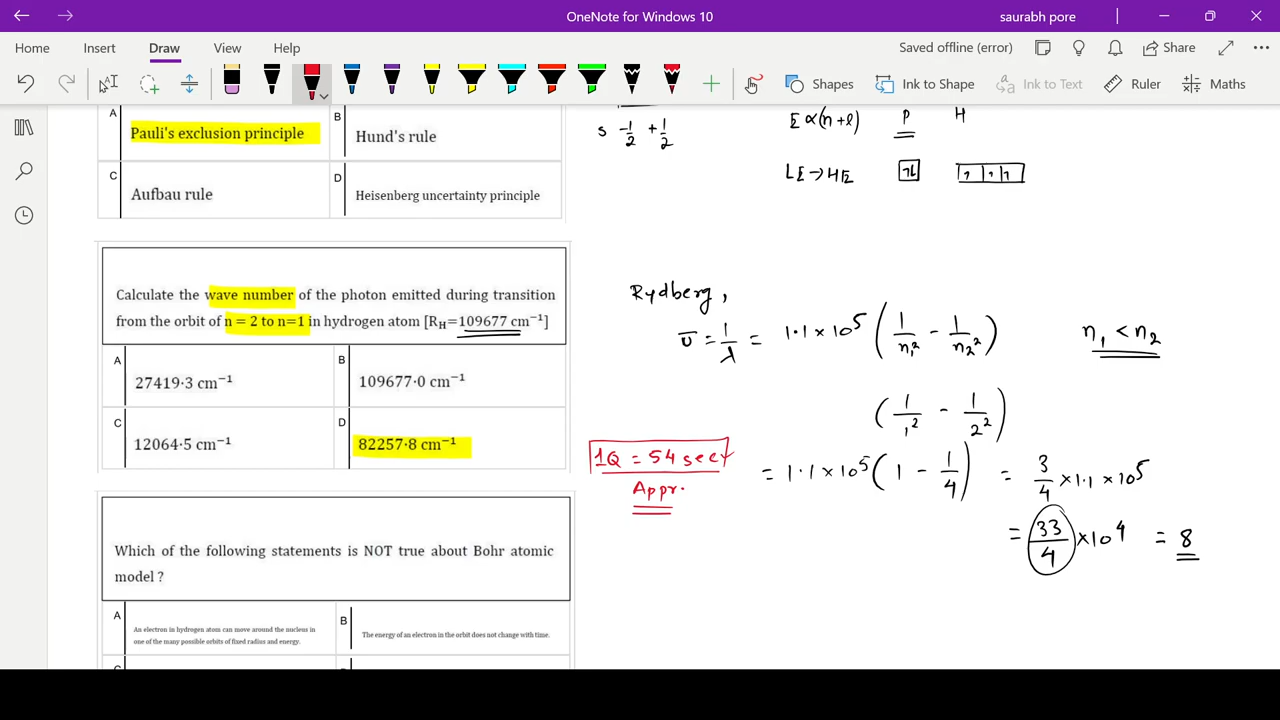 OneNote for Windows 10
saurabh pore
Home Insert Draw View Help
Saved offline (error)
Share
Shapes
Ink to Shape
Ink to Text
Ruler
Maths
A
Pauli's exclusion principle
B
Hund's rule
C
Aufbau rule
D
Heisenberg uncertainty principle
s -1/2 +1/2
E ∝ (n+l) P H
LE → HE
Calculate the wave number of the photon emitted during transition
from the orbit of n = 2 to n=1 in hydrogen atom [R_H=109677 cm⁻¹]
A
27419·3 cm⁻¹
B
109677·0 cm⁻¹
C
12064·5 cm⁻¹
D
82257·8 cm⁻¹
Rydberg,
ῡ = 1/λ = 1·1 × 10⁵ (1/n₁² - 1/n₂²)
n₁ < n₂
(1/1² - 1/2²)
1Q = 54 sec
Appr.
= 1·1 × 10⁵ (1 - 1/4) = 3/4 × 1·1 × 10⁵
= 33/4 × 10⁴ = 8
Which of the following statements is NOT true about Bohr atomic
model ?
A
An electron in hydrogen atom can move around the nucleus in
one of the many possible orbits of fixed radius and energy.
B
The energy of an electron in the orbit does not change with time.